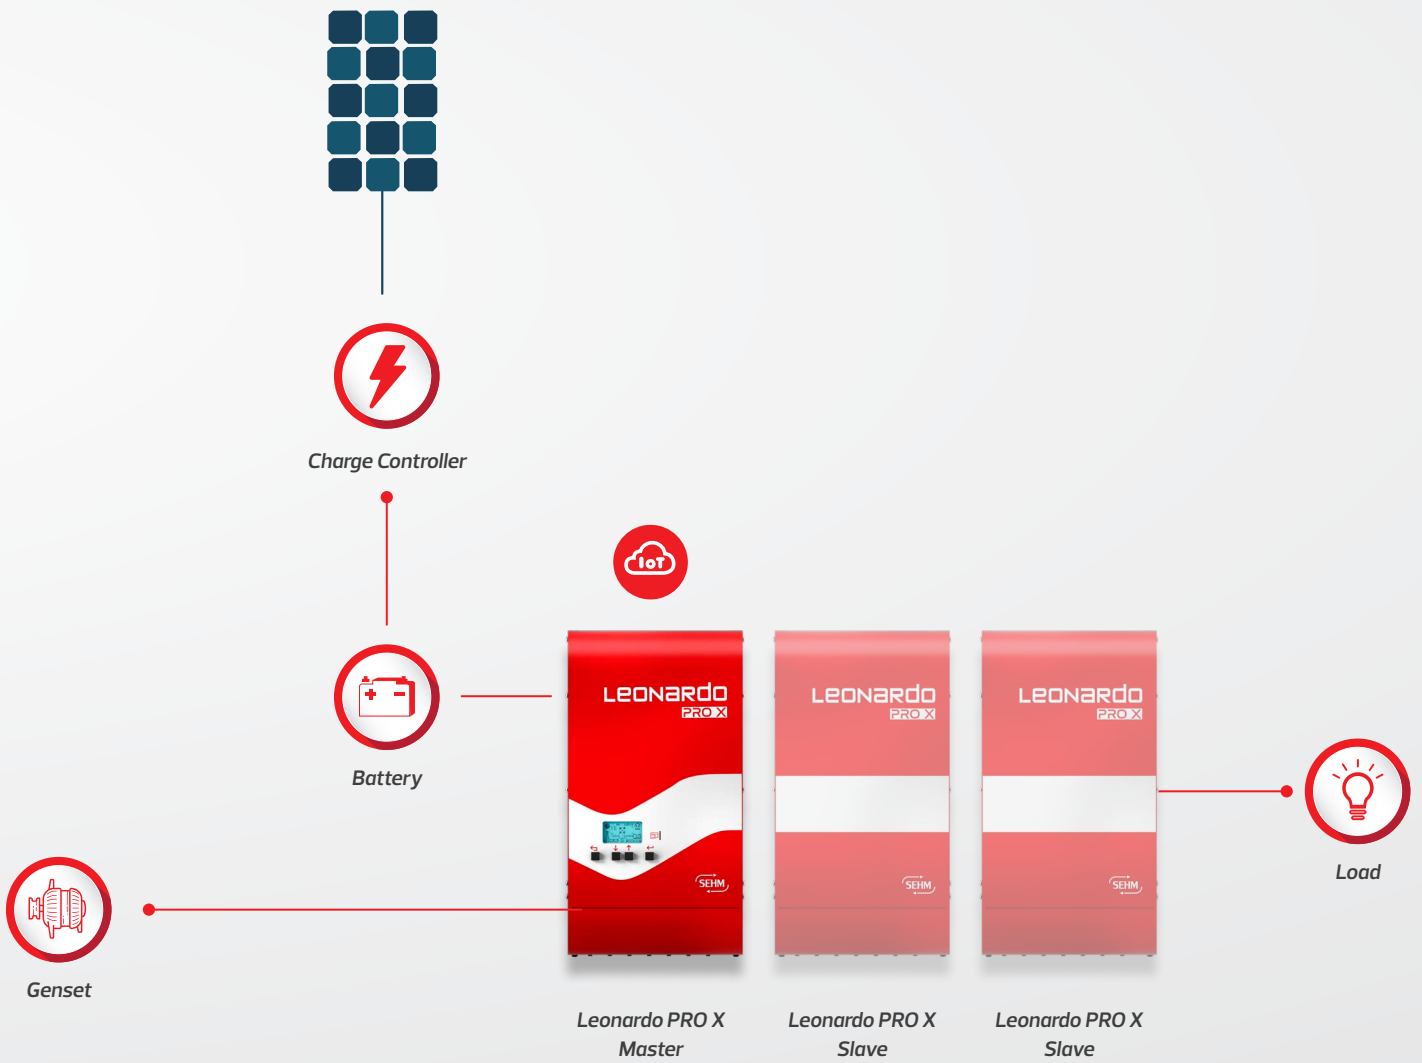 Charge Controller
IoT
LEONARDO
PRO X
LEONARDO
PRO X
LEONARDO
PRO X
Battery
SEHM
SEHM
SEHM
Load
Genset
Leonardo PRO X
Master
Leonardo PRO X
Slave
Leonardo PRO X
Slave